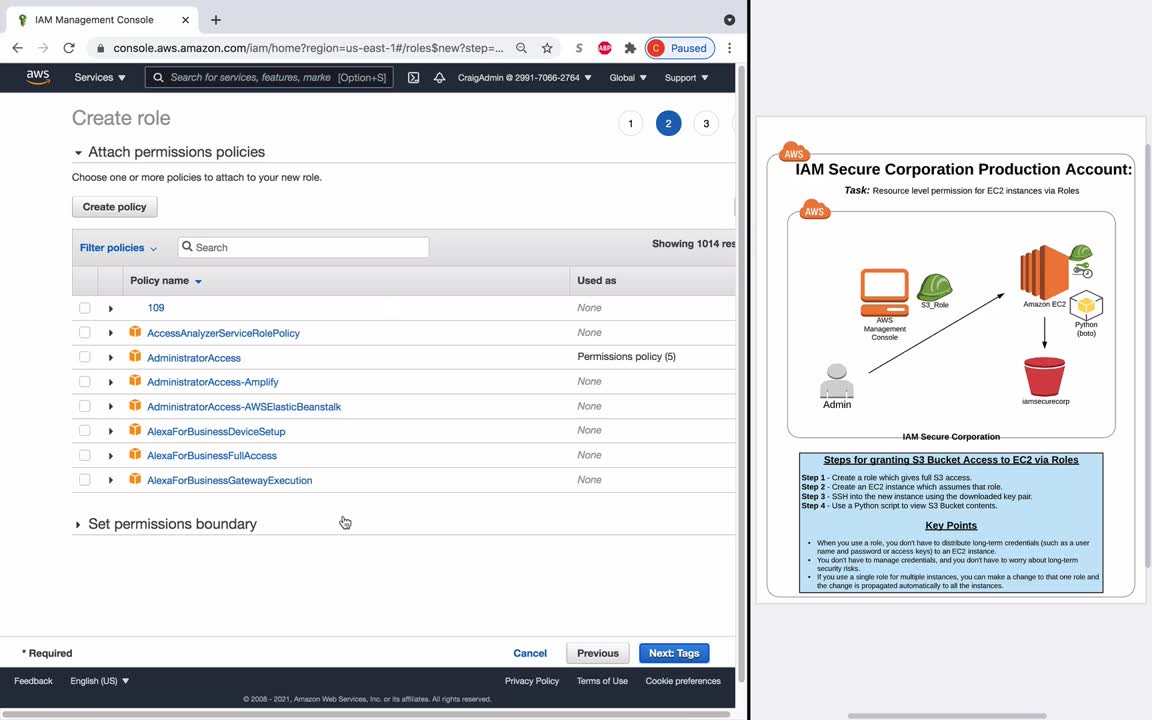 IAM Management Console
console.aws.amazon.com/iam/home?region=us-east-1#/roles$new?step=...
S
ABP
C Paused
aws
Services
Search for services, features, marke [Option+S]
CraigAdmin @ 2991-7066-2764
Global
Support
Create role
1
2
3
Attach permissions policies
Choose one or more policies to attach to your new role.
Create policy
Filter policies
Search
Showing 1014 res
Policy name
Used as
109
None
AccessAnalyzerServiceRolePolicy
None
AdministratorAccess
Permissions policy (5)
AdministratorAccess-Amplify
None
AdministratorAccess-AWSElasticBeanstalk
None
AlexaForBusinessDeviceSetup
None
AlexaForBusinessFullAccess
None
AlexaForBusinessGatewayExecution
None
Set permissions boundary
* Required
Cancel
Previous
Next: Tags
Feedback
English (US)
Privacy Policy
Terms of Use
Cookie preferences
© 2008 - 2021, Amazon Web Services, Inc. or its affiliates. All rights reserved.
AWS
IAM Secure Corporation Production Account:
Task: Resource level permission for EC2 instances via Roles
AWS
S3_Role
AWS
Management
Console
Amazon EC2
Python
(boto)
Admin
iamsecurecorp
IAM Secure Corporation
Steps for granting S3 Bucket Access to EC2 via Roles
Step 1 - Create a role which gives full S3 access.
Step 2 - Create an EC2 instance which assumes that role.
Step 3 - SSH into the new instance using the downloaded key pair.
Step 4 - Use a Python script to view S3 Bucket contents.
Key Points
• When you use a role, you don't have to distribute long-term credentials (such as a user
name and password or access keys) to an EC2 instance.
• You don't have to manage credentials, and you don't have to worry about long-term
security risks.
• If you use a single role for multiple instances, you can make a change to that one role and
the change is propagated automatically to all the instances.